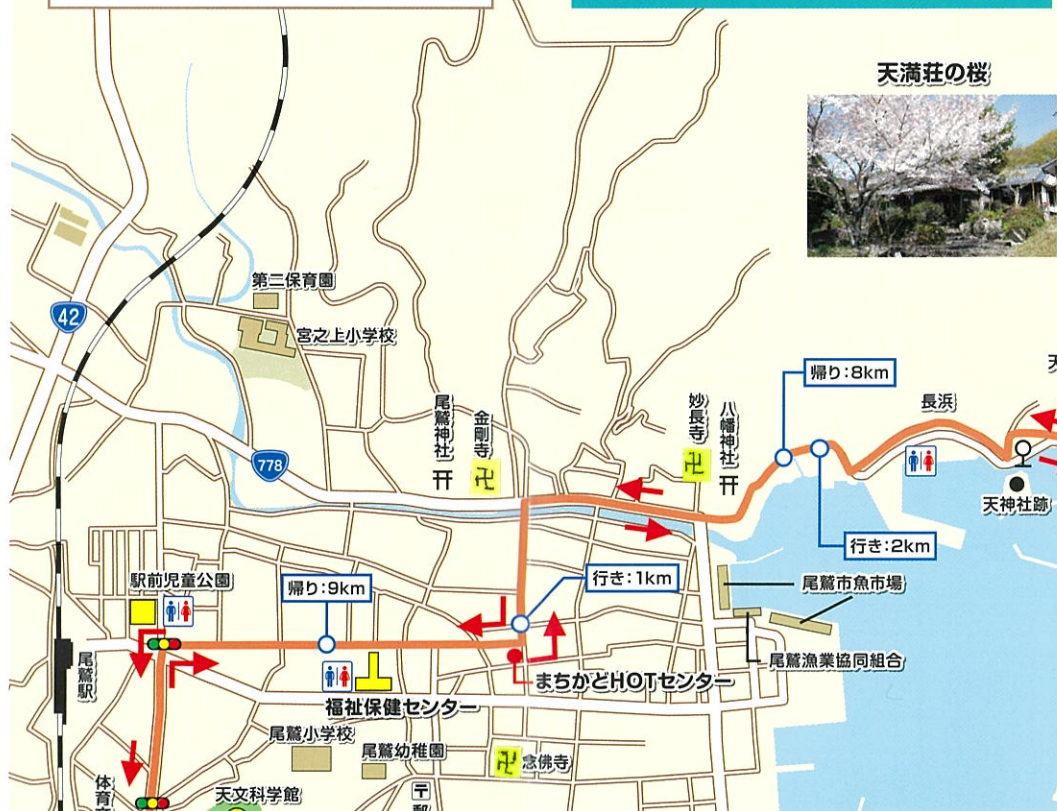 天満荘の桜
第二保育園
42
宮之上小学校
帰り:8km
長浜
尾鷲神社
金剛寺
妙長寺
八幡神社
778
天神社跡
行き:2km
駅前児童公園
帰り:9km
行き:1km
尾鷲市魚市場
尾鷲駅
尾鷲漁業協同組合
まちかどHOTセンター
福祉保健センター
尾鷲小学校
尾鷲幼稚園
念佛寺
体育
天文科学館
〒